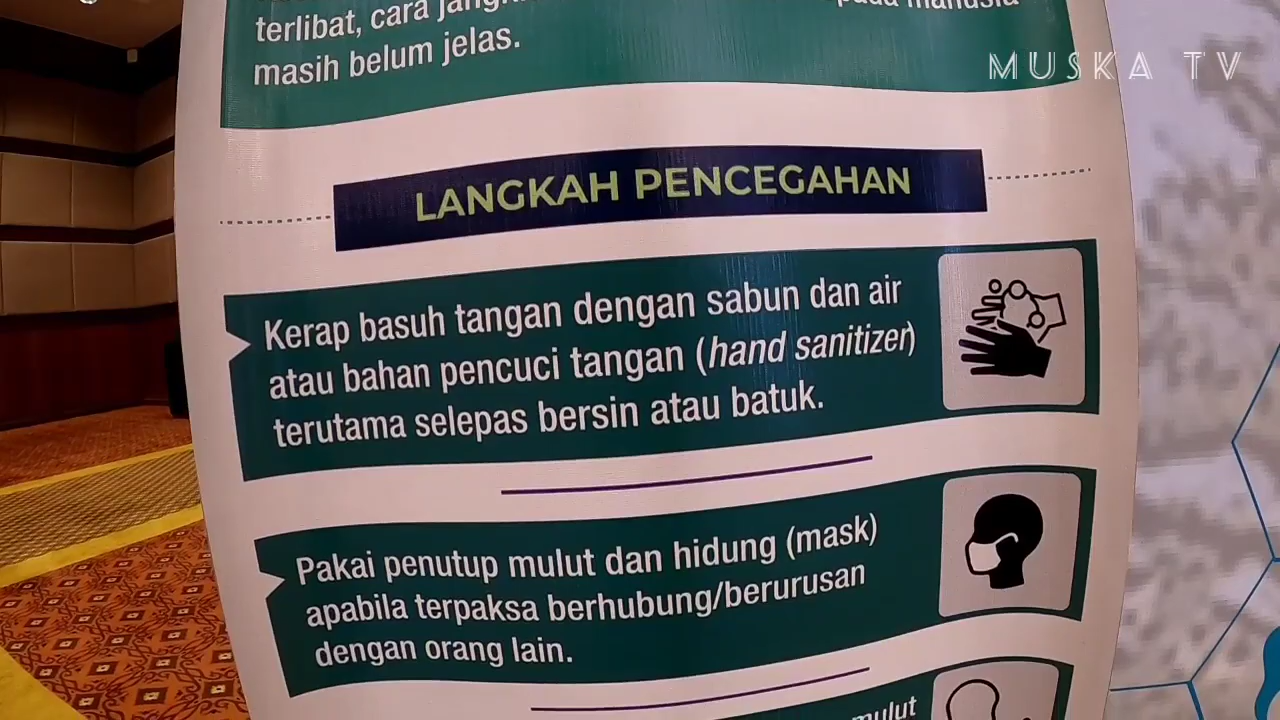 terlibat, cara
masih belum jelas.
MUSKA TV
LANGKAH PENCEGAHAN
Kerap basuh tangan dengan sabun dan air
atau bahan pencuci tangan (hand sanitizer)
terutama selepas bersin atau batuk.
Pakai penutup mulut dan hidung (mask)
apabila terpaksa berhubung/berurusan
dengan orang lain.
mulut